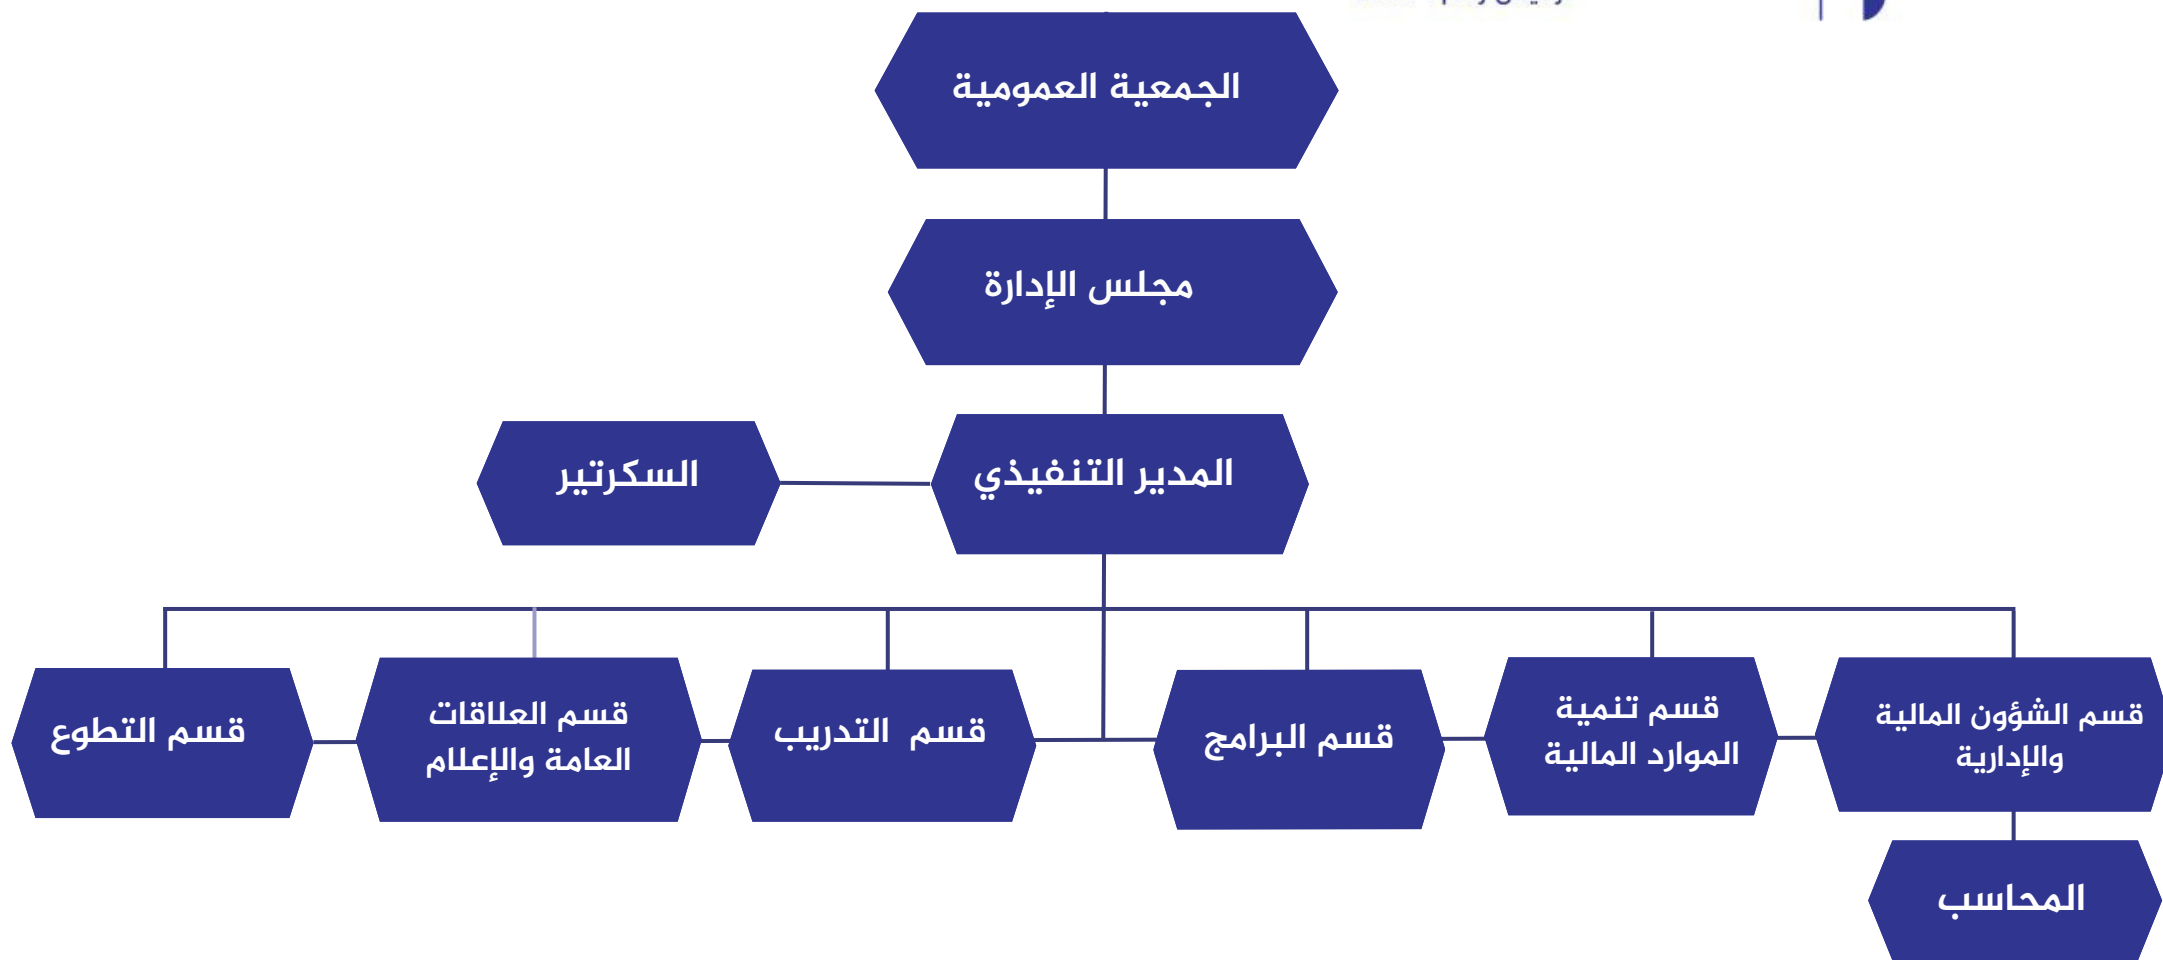 الجمعية العمومية
مجلس الإدارة
المدير التنفيذي
السكرتير
قسم الشؤون المالية
والإدارية
قسم تنمية
الموارد المالية
قسم البرامج
قسم التدريب
قسم العلاقات
العامة والإعلام
قسم التطوع
المحاسب